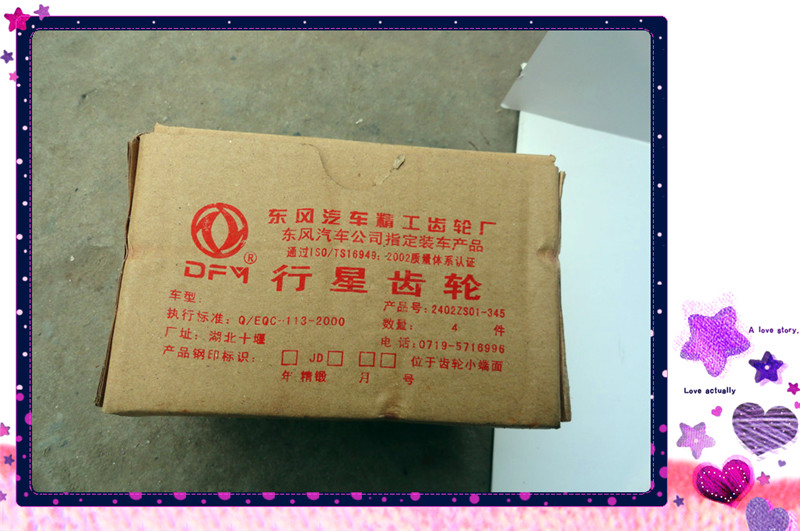 东风汽车精工齿轮厂
东风汽车公司指定装车产品
通过ISO/TS16949：2002质量体系认证
DFM® 行星齿轮
车型：
产品号：2402ZS01-345
执行标准：Q/EQC-113-2000
数量： 4 件
厂址：湖北十堰
电话：0719-5716996
产品钢印标识： □ JD□ □□ 位于齿轮小端面
年 精锻 月 号
A love story.
Love actually